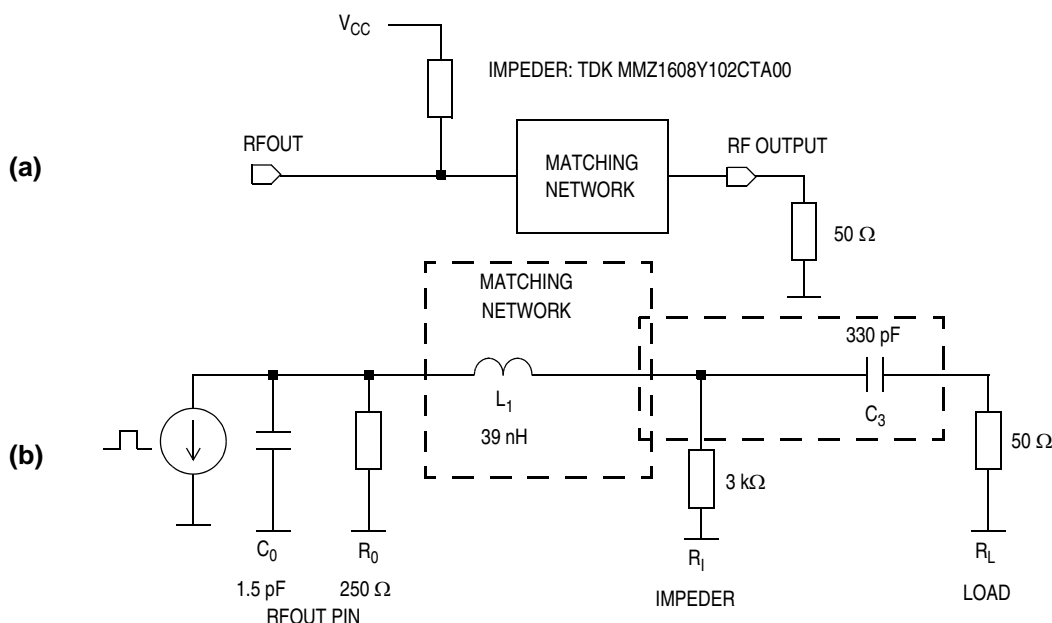 V_CC
IMPEDER: TDK MMZ1608Y102CTA00
RFOUT
MATCHING
NETWORK
RF OUTPUT
(a)
50 Ω
MATCHING
NETWORK
330 pF
L_1
C_3
39 nH
50 Ω
(b)
3 kΩ
C_0
R_0
R_I
R_L
1.5 pF
250 Ω
IMPEDER
LOAD
RFOUT PIN